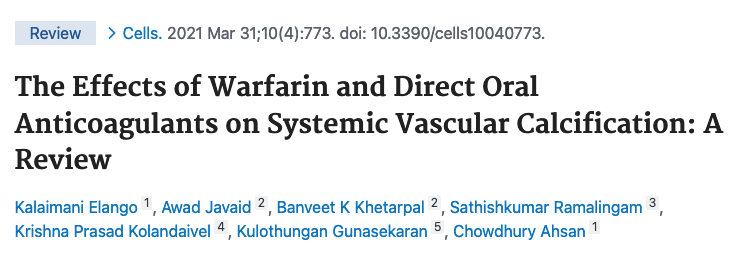 Review > Cells. 2021 Mar 31;10(4):773. doi: 10.3390/cells10040773.
The Effects of Warfarin and Direct Oral
Anticoagulants on Systemic Vascular Calcification: A
Review
Kalaimani Elango 1, Awad Javaid 2, Banveet K Khetarpal 2, Sathishkumar Ramalingam 3,
Krishna Prasad Kolandaivel 4, Kulothungan Gunasekaran 5, Chowdhury Ahsan 1